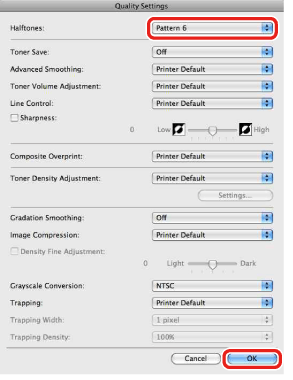 Quality Settings
Halftones: Pattern 6
Toner Save: Off
Advanced Smoothing: Printer Default
Toner Volume Adjustment: Printer Default
Line Control: Printer Default
Sharpness:
0 Low High
Composite Overprint: Printer Default
Toner Density Adjustment: Printer Default
Settings...
Gradation Smoothing: Off
Image Compression: Printer Default
Density Fine Adjustment:
0 Light Dark
Grayscale Conversion: NTSC
Trapping: Printer Default
Trapping Width: 1 pixel
Trapping Density: 100%
Cancel OK